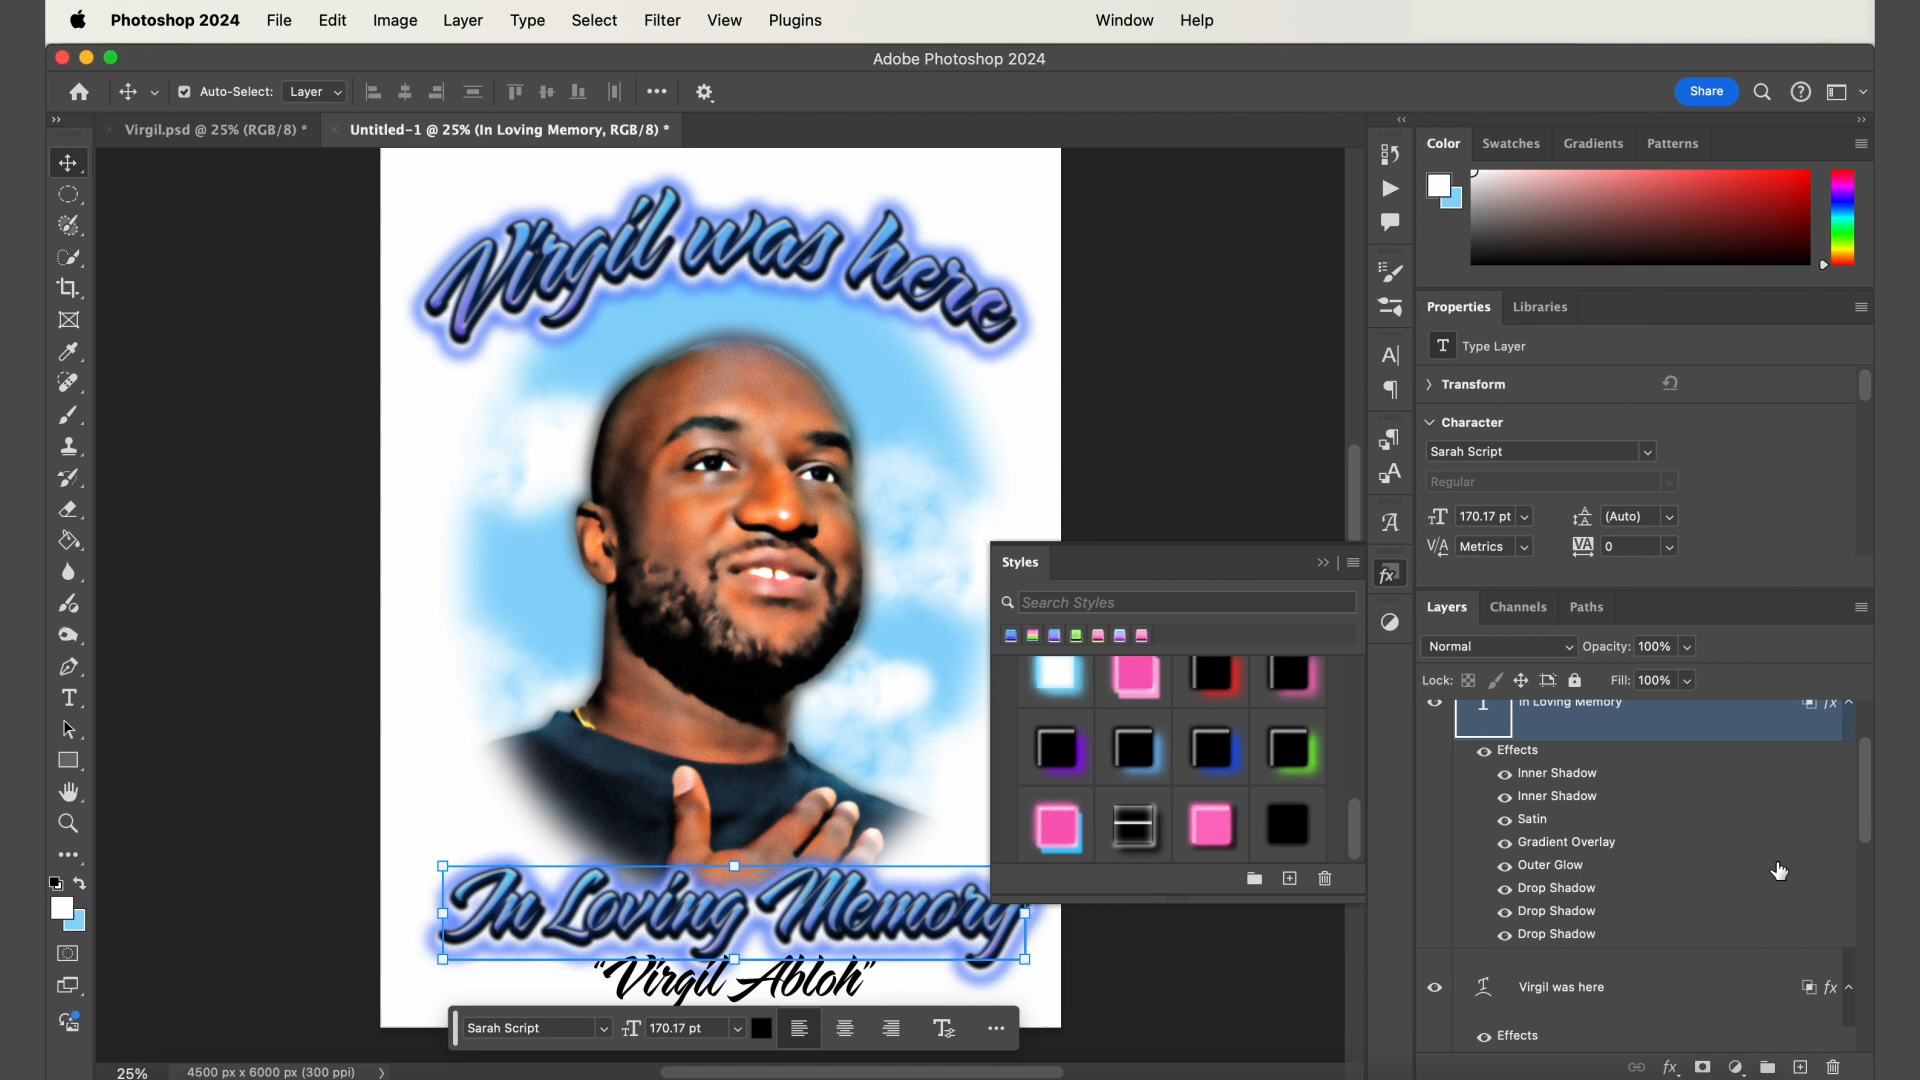 Photoshop 2024 File Edit Image Layer Type Select Filter View Plugins Window Help
Adobe Photoshop 2024
Auto-Select: Layer Share
Virgil.psd @ 25% (RGB/8) * Untitled-1 @ 25% (In Loving Memory, RGB/8) *
Virgil was here
In Loving Memory
“Virgil Abloh”
Sarah Script 170.17 pt
25% 4500 px x 6000 px (300 ppi)
Styles
Search Styles
Color Swatches Gradients Patterns
Properties Libraries
T Type Layer
Transform
Character
Sarah Script
Regular
170.17 pt (Auto)
Metrics 0
Layers Channels Paths
Normal Opacity: 100%
Lock: Fill: 100%
In Loving Memory fx
Effects
Inner Shadow
Inner Shadow
Satin
Gradient Overlay
Outer Glow
Drop Shadow
Drop Shadow
Drop Shadow
Virgil was here fx
Effects
fx